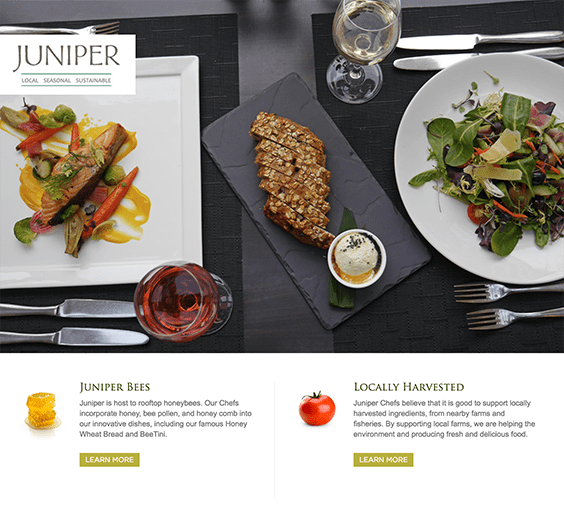 JUNIPER
LOCAL SEASONAL SUSTAINABLE
Juniper Bees
Juniper is host to rooftop honeybees. Our Chefs
incorporate honey, bee pollen, and honey comb into
our innovative dishes, including our famous Honey
Wheat Bread and BeeTini.
LEARN MORE
Locally Harvested
Juniper Chefs believe that it is good to support locally
harvested ingredients, from nearby farms and
fisheries. By supporting local farms, we are helping the
environment and producing fresh and delicious food.
LEARN MORE